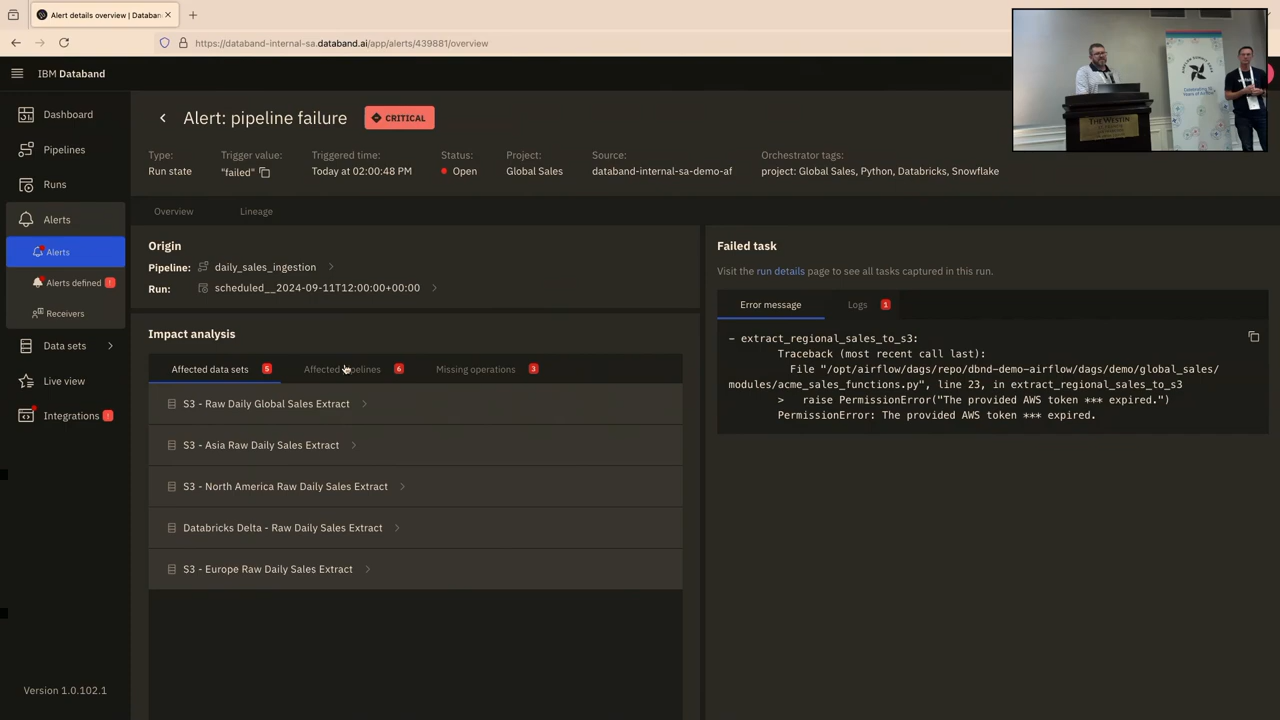 Alert details overview | Databan
https://databand-internal-sa.databand.ai/app/alerts/439881/overview
IBM Databand
Dashboard
Pipelines
Runs
Alerts
Alerts
Alerts defined !
Receivers
Data sets
Live view
Integrations !
Version 1.0.102.1
Alert: pipeline failure
CRITICAL
Type: Trigger value: Triggered time: Status: Project: Source: Orchestrator tags:
Run state "failed" Today at 02:00:48 PM Open Global Sales databand-internal-sa-demo-af project: Global Sales, Python, Databricks, Snowflake
Overview Lineage
Origin
Pipeline: daily_sales_ingestion
Run: scheduled__2024-09-11T12:00:00+00:00
Impact analysis
Affected data sets 5 Affected pipelines 6 Missing operations 3
S3 - Raw Daily Global Sales Extract
S3 - Asia Raw Daily Sales Extract
S3 - North America Raw Daily Sales Extract
Databricks Delta - Raw Daily Sales Extract
S3 - Europe Raw Daily Sales Extract
Failed task
Visit the run details page to see all tasks captured in this run.
Error message Logs 1
– extract_regional_sales_to_s3:
Traceback (most recent call last):
File "/opt/airflow/dags/repo/dbnd-demo-airflow/dags/demo/global_sales/
modules/acme_sales_functions.py", line 23, in extract_regional_sales_to_s3
> raise PermissionError("The provided AWS token *** expired.")
PermissionError: The provided AWS token *** expired.
THE WESTIN